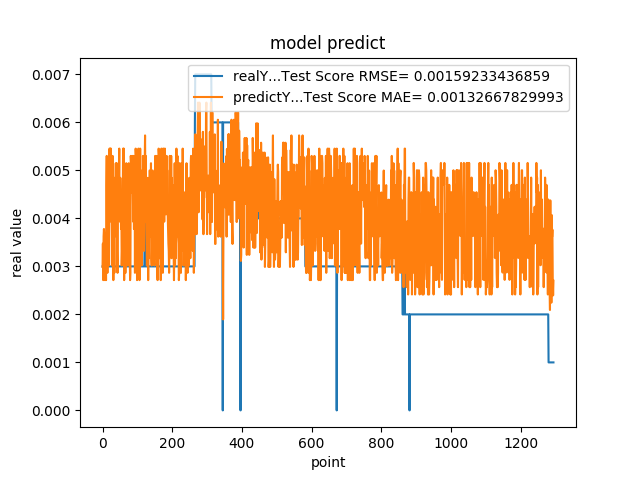 model predict
realY...Test Score RMSE= 0.00159233436859
predictY...Test Score MAE= 0.00132667829993
0.007
0.006
0.005
0.004
0.003
0.002
0.001
0.000
real value
0 200 400 600 800 1000 1200
point